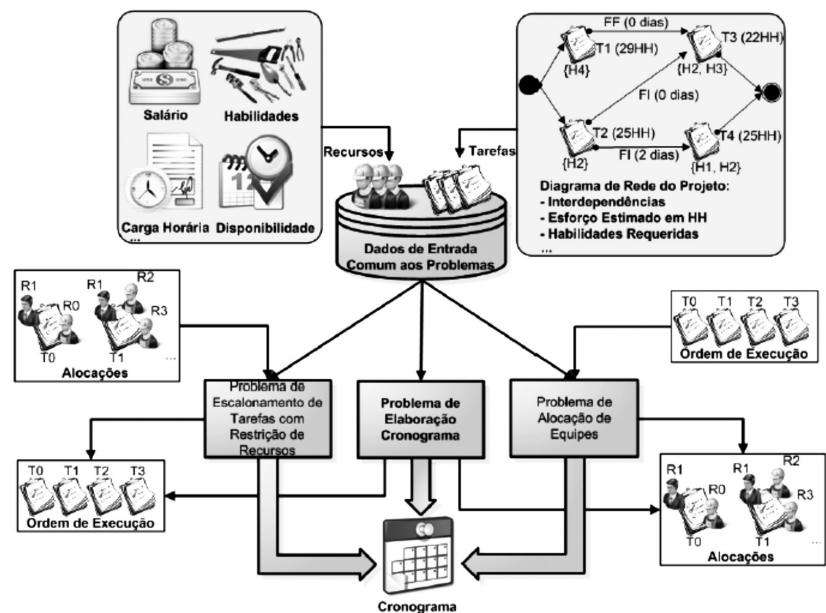 Salário
Habilidades
Carga Horária
Disponibilidade
...
FF (0 dias)
T1 (29HH)
{H4}
T3 (22HH)
{H2, H3}
FI (0 dias)
T2 (25HH)
{H2}
FI (2 dias)
T4 (25HH)
{H1, H2}
Diagrama de Rede do Projeto:
- Interdependências
- Esforço Estimado em HH
- Habilidades Requeridas
...
Recursos
Tarefas
Dados de Entrada
Comum aos Problemas
R1
R0
T0
R1
R2
R3
T1
...
Alocações
T0 T1 T2 T3
Ordem de Execução
Problema de
Escalonamento de
Tarefas com
Restrição de
Recursos
Problema de
Elaboração
Cronograma
Problema de
Alocação de
Equipes
T0 T1 T2 T3
Ordem de Execução
R1
R0
T0
R1
R2
R3
T1
...
Alocações
Cronograma